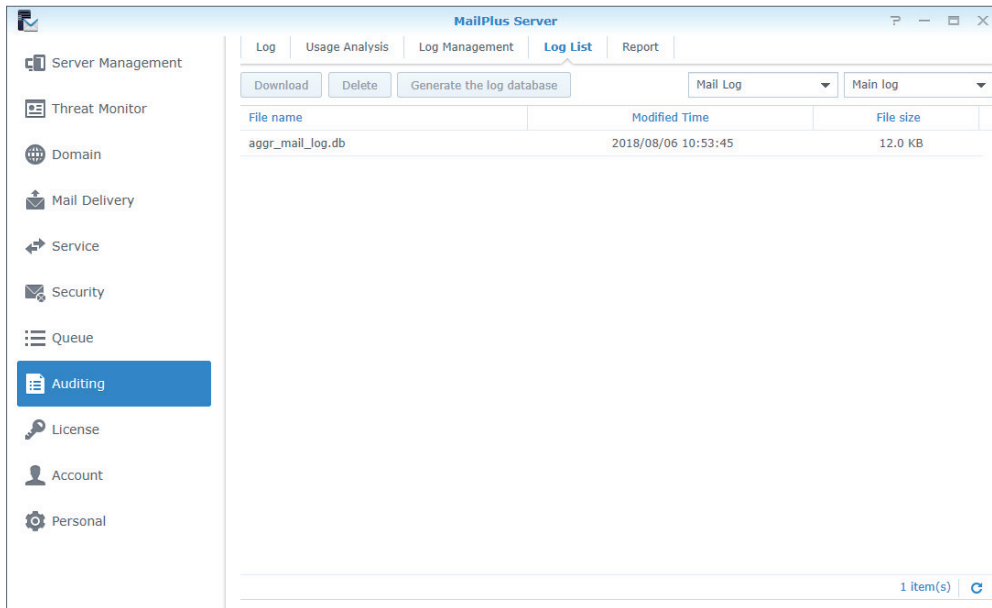 MailPlus Server
Server Management
Threat Monitor
Domain
Mail Delivery
Service
Security
Queue
Auditing
License
Account
Personal
Log Usage Analysis Log Management Log List Report
Download Delete Generate the log database Mail Log Main log
File name Modified Time File size
aggr_mail_log.db 2018/08/06 10:53:45 12.0 KB
1 item(s)